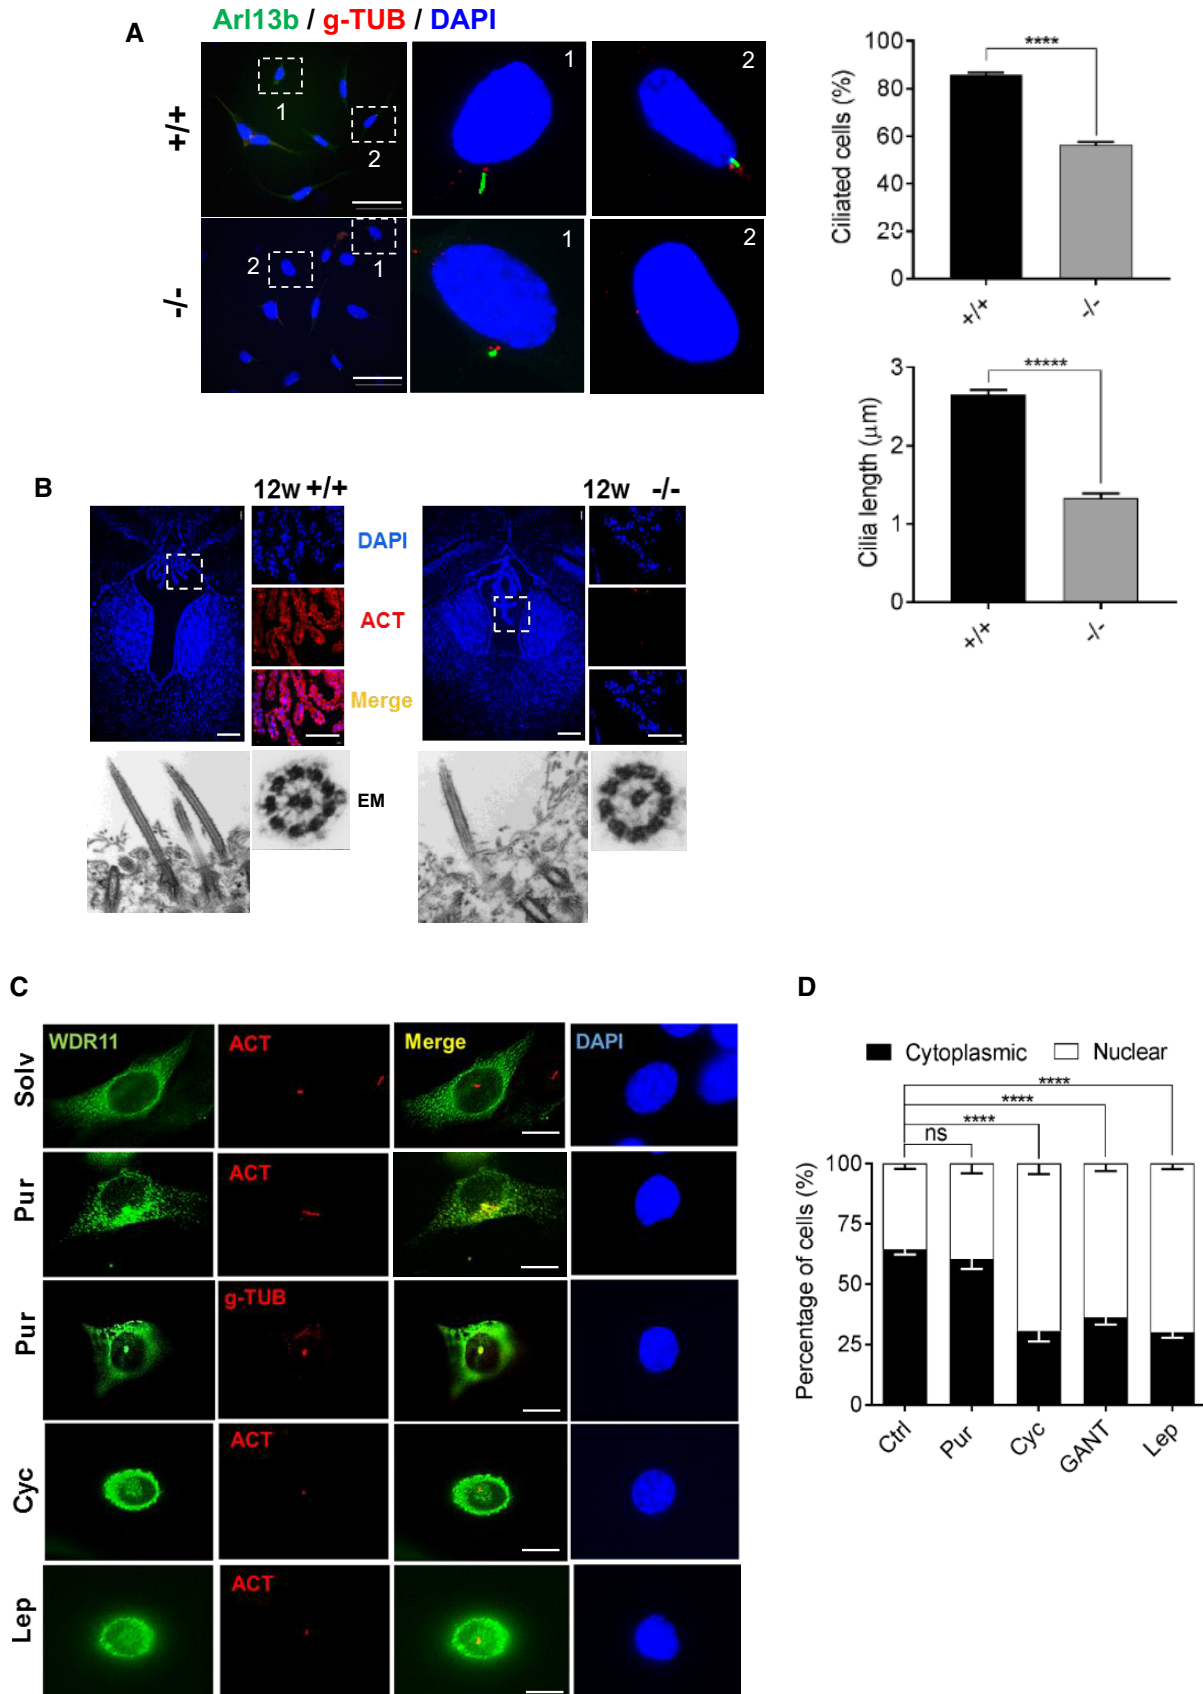 A
Arl13b / g-TUB / DAPI
+/+
1
2
1
2
-/-
2
1
1
2
Ciliated cells (%)
100
80
60
40
20
0
****
+/+
-/-
Cilia length (μm)
3
2
1
0
*****
+/+
-/-
B
12w +/+
12w -/-
DAPI
ACT
Merge
EM
C
Solv
WDR11
ACT
Merge
DAPI
Pur
ACT
Pur
g-TUB
Cyc
ACT
Lep
ACT
D
Cytoplasmic
Nuclear
****
****
****
ns
Percentage of cells (%)
100
75
50
25
0
Ctrl
Pur
Cyc
GANT
Lep